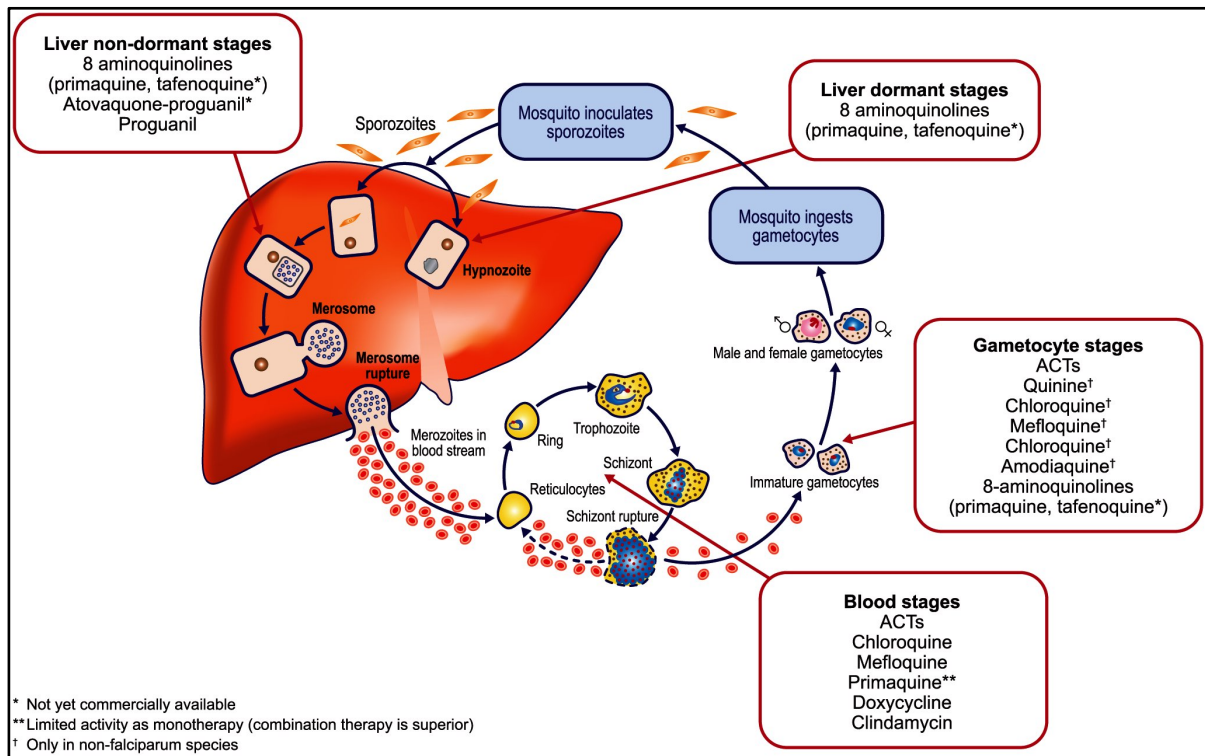 Liver non-dormant stages
8 aminoquinolines
(primaquine, tafenoquine*)
Atovaquone-proguanil*
Proguanil
Sporozoites
Mosquito inoculates
sporozoites
Liver dormant stages
8 aminoquinolines
(primaquine, tafenoquine*)
Mosquito ingests
gametocytes
Hypnozoite
Merosome
Merosome
rupture
Male and female gametocytes
Gametocyte stages
ACTs
Quinine†
Chloroquine†
Mefloquine†
Chloroquine†
Amodiaquine†
8-aminoquinolines
(primaquine, tafenoquine*)
Merozoites in
blood stream
Ring
Trophozoite
Schizont
Immature gametocytes
Reticulocytes
Schizont rupture
Blood stages
ACTs
Chloroquine
Mefloquine
Primaquine**
Doxycycline
Clindamycin
* Not yet commercially available
** Limited activity as monotherapy (combination therapy is superior)
† Only in non-falciparum species